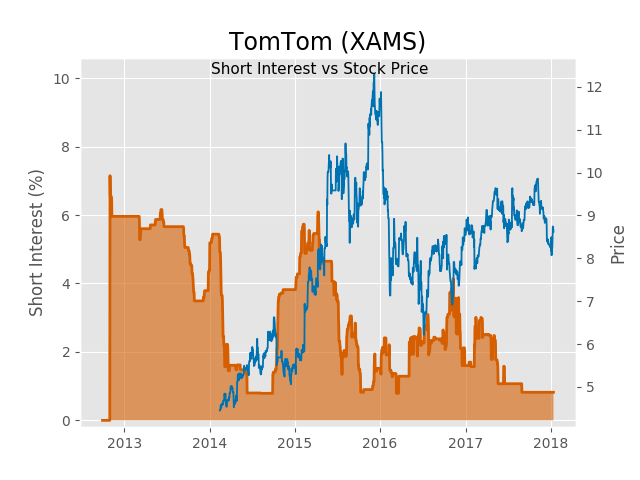 TomTom (XAMS)
Short Interest vs Stock Price
Short Interest (%)
10
8
6
4
2
0
12
11
10
9
8
7
6
5
Price
2013 2014 2015 2016 2017 2018